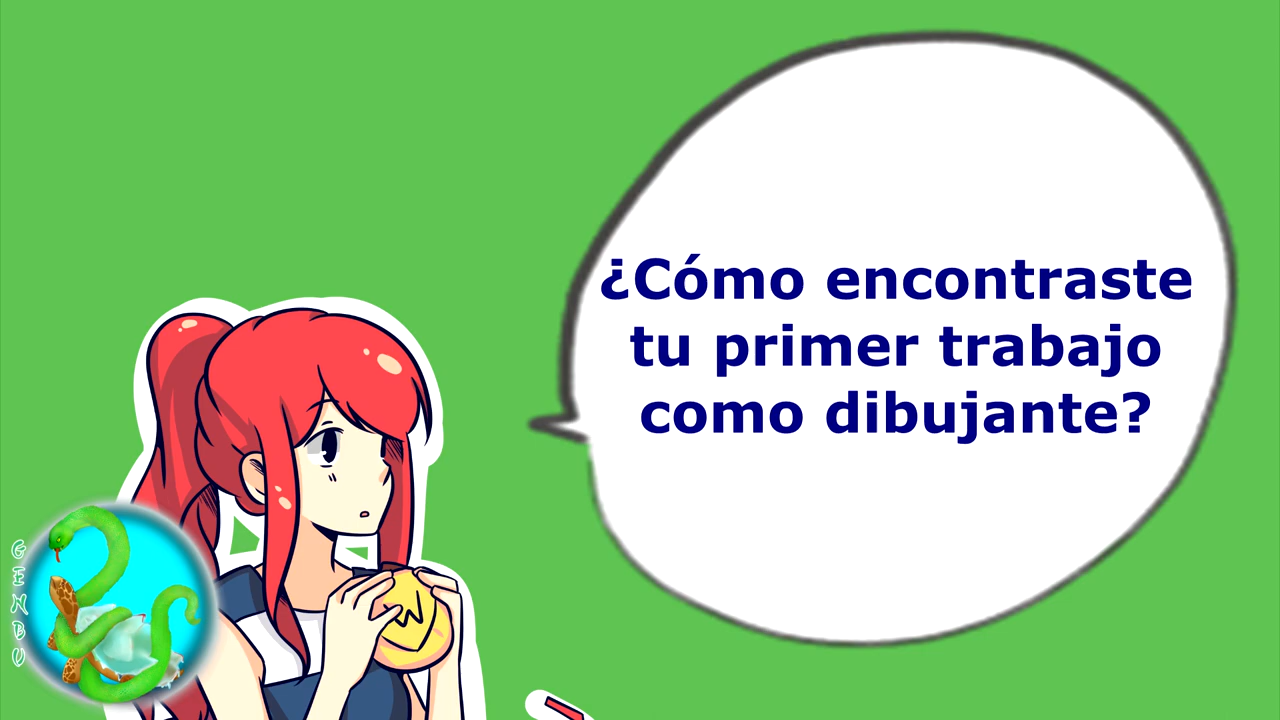 ¿Cómo encontraste
tu primer trabajo
como dibujante?
GENBU